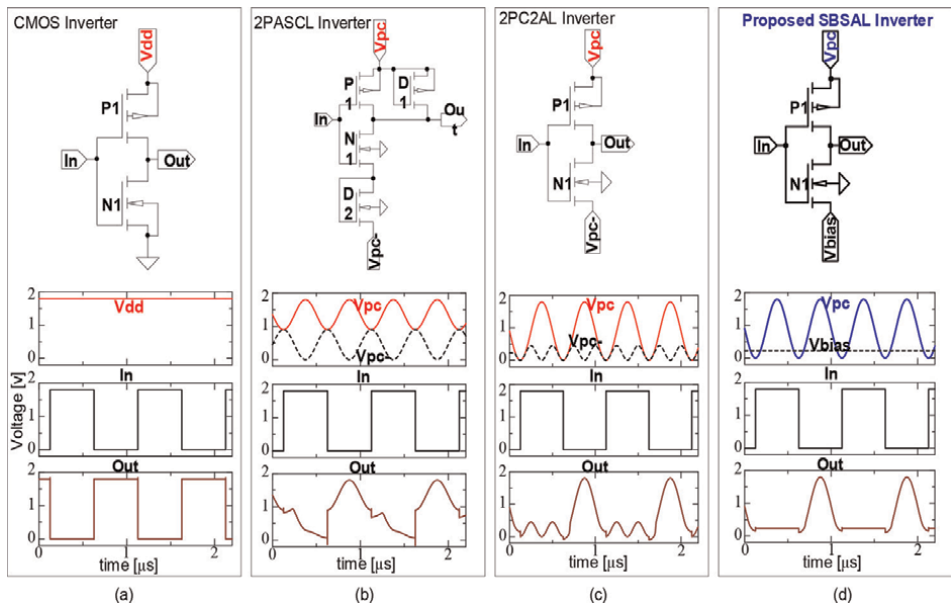 CMOS Inverter
Vdd
P1
In
Out
N1
Vdd
2
0
In
2
1
0
Voltage [v]
Out
2
1
0
0
1
2
time [µs]
(a)
2PASCL Inverter
Vpc
P
1
D
1
In
Ou
t
N
1
D
2
Vpc-
2
Vpc
1
0
Vpc-
In
2
1
0
Out
2
1
0
0
1
2
time [µs]
(b)
2PC2AL Inverter
Vpc
P1
In
Out
N1
Vpc-
2
Vpc
1
Vpc-
0
In
2
1
0
Out
2
1
0
0
1
2
time [µs]
(c)
Proposed SBSAL Inverter
Vpc
P1
In
Out
N1
Vbias
2
Vpc
1
Vbias
0
In
2
1
0
Out
2
1
0
0
1
2
time [µs]
(d)